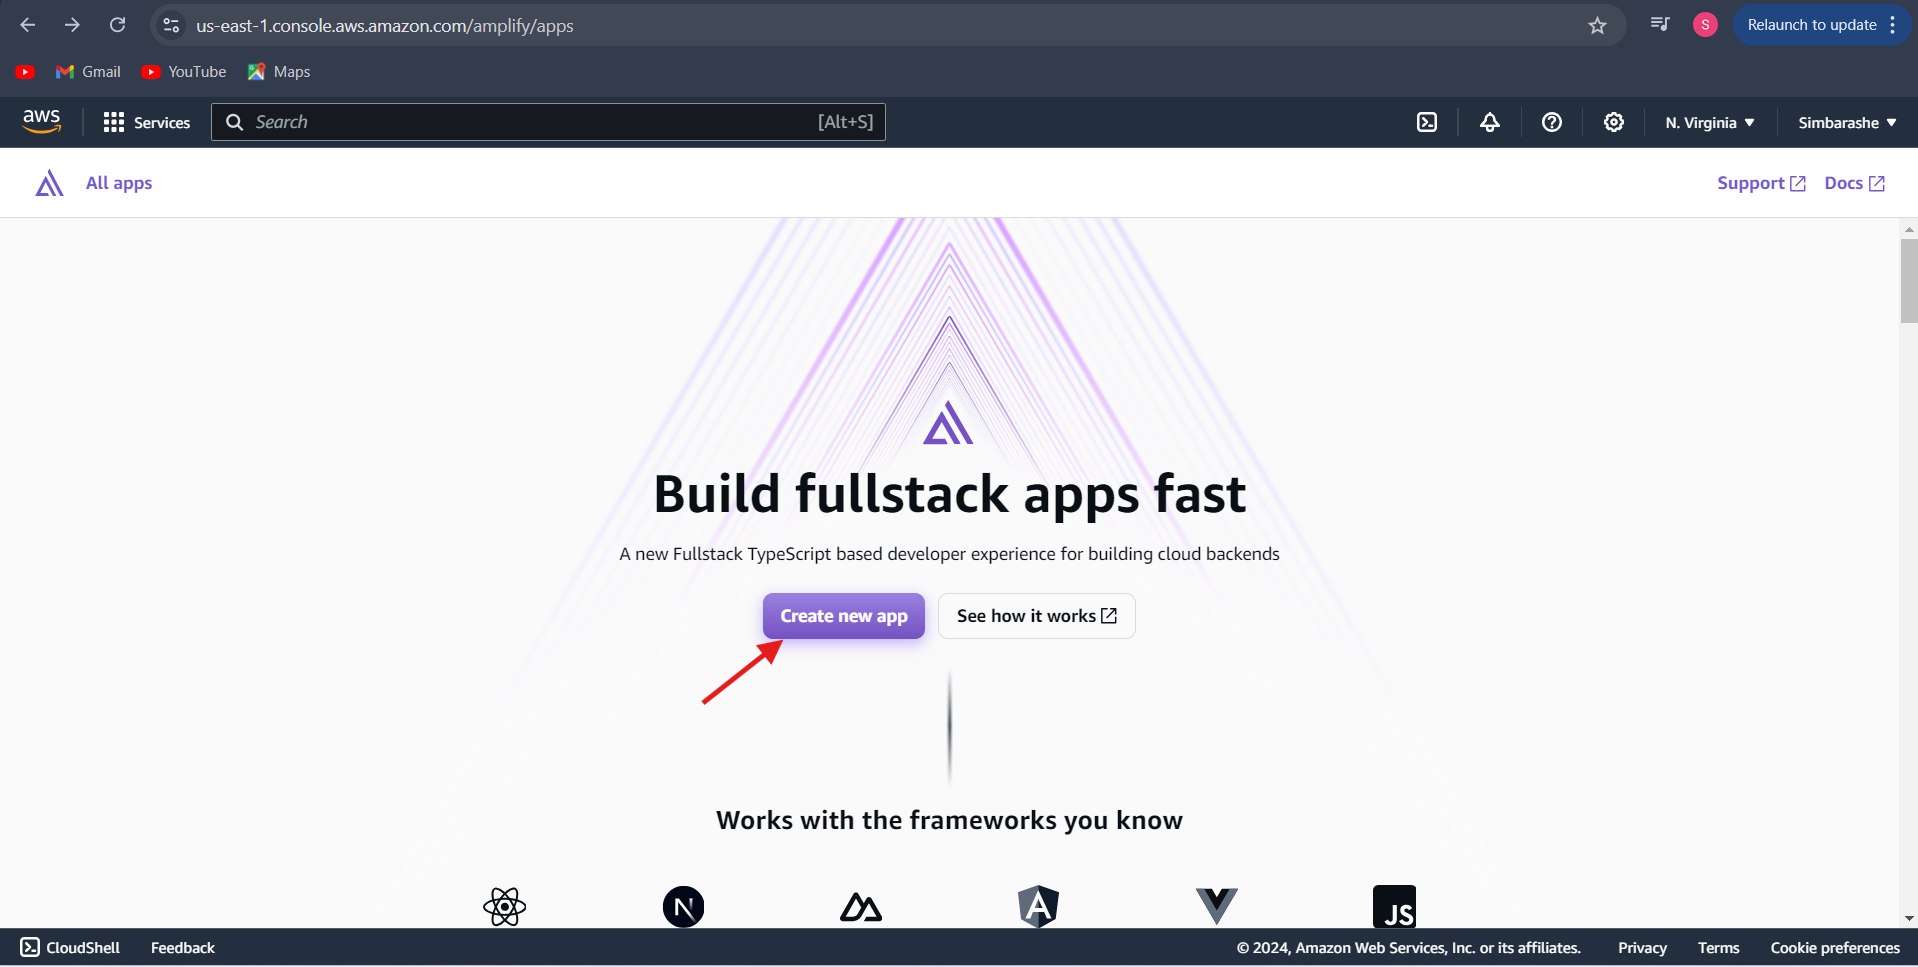 us-east-1.console.aws.amazon.com/amplify/apps
S
Relaunch to update
Gmail
YouTube
Maps
aws
Services
Search
[Alt+S]
N. Virginia
Simbarashe
All apps
Support
Docs
Build fullstack apps fast
A new Fullstack TypeScript based developer experience for building cloud backends
Create new app
See how it works
Works with the frameworks you know
N
A
JS
CloudShell
Feedback
© 2024, Amazon Web Services, Inc. or its affiliates.
Privacy
Terms
Cookie preferences